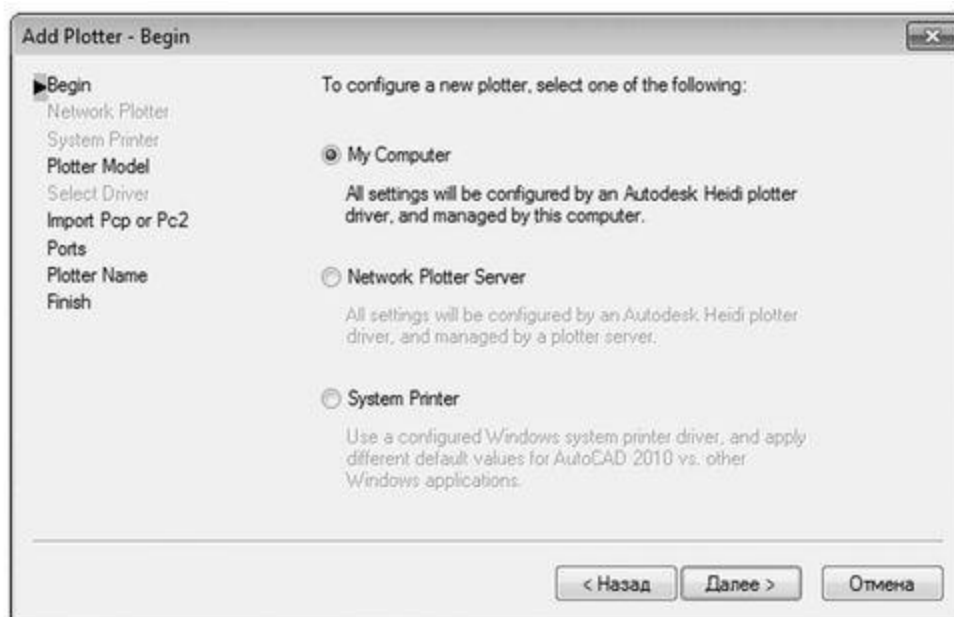 Add Plotter - Begin
Begin
Network Plotter
System Printer
Plotter Model
Select Driver
Import Pcp or Pc2
Ports
Plotter Name
Finish
To configure a new plotter, select one of the following:
My Computer
All settings will be configured by an Autodesk Heidi plotter
driver, and managed by this computer.
Network Plotter Server
All settings will be configured by an Autodesk Heidi plotter
driver, and managed by a plotter server.
System Printer
Use a configured Windows system printer driver, and apply
different default values for AutoCAD 2010 vs. other
Windows applications.
< Назад
Далее >
Отмена